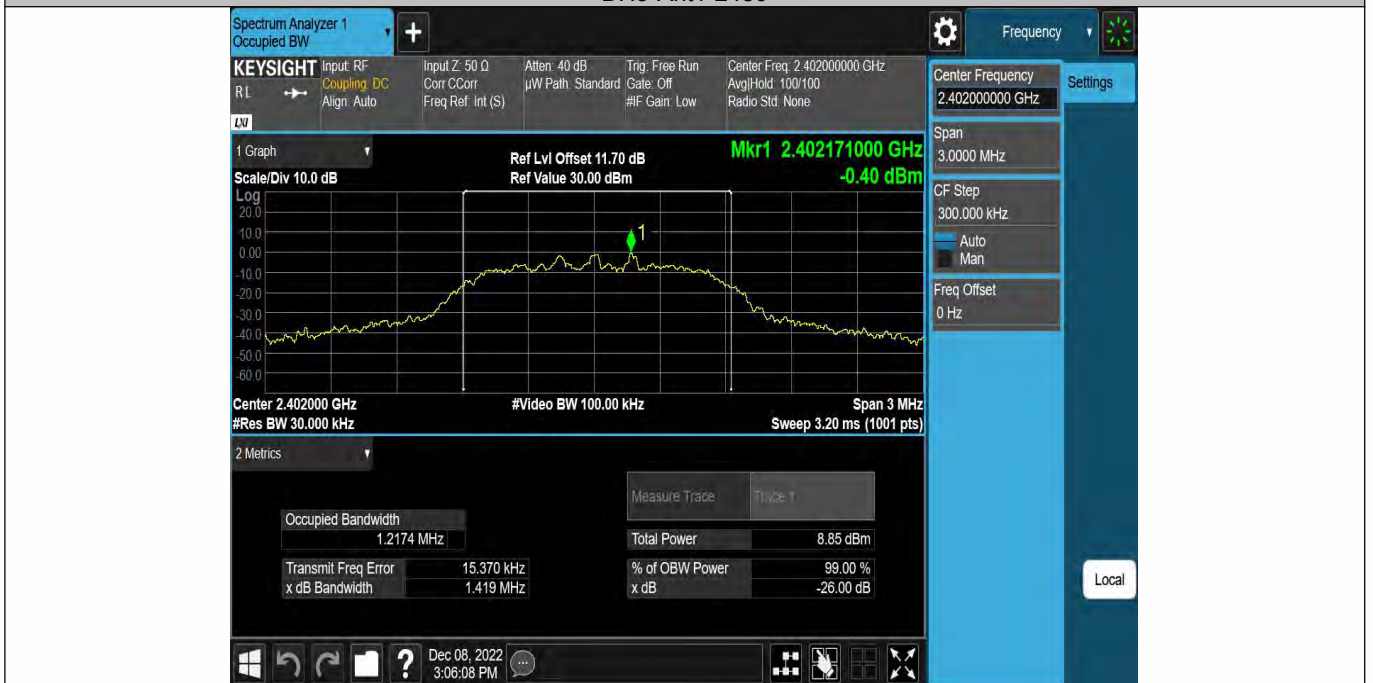 Spectrum Analyzer 1
Occupied BW
+
Frequency
KEYSIGHT
RL
LXI
Input: RF
Coupling: DC
Align: Auto
Input Z: 50 Ω
Corr CCorr
Freq Ref: Int (S)
Atten: 40 dB
µW Path: Standard
Trig: Free Run
Gate: Off
#IF Gain: Low
Center Freq: 2.402000000 GHz
Avg|Hold: 100/100
Radio Std: None
Center Frequency
2.402000000 GHz
Settings
Span
3.0000 MHz
CF Step
300.000 kHz
Auto
Man
Freq Offset
0 Hz
Local
1 Graph
Scale/Div 10.0 dB
Ref Lvl Offset 11.70 dB
Ref Value 30.00 dBm
Mkr1 2.402171000 GHz
-0.40 dBm
Log
20.0
10.0
0.00
-10.0
-20.0
-30.0
-40.0
-50.0
-60.0
1
Center 2.402000 GHz
#Video BW 100.00 kHz
Span 3 MHz
#Res BW 30.000 kHz
Sweep 3.20 ms (1001 pts)
2 Metrics
Measure Trace
Trace 1
Occupied Bandwidth
1.2174 MHz
Total Power
8.85 dBm
Transmit Freq Error
15.370 kHz
% of OBW Power
99.00 %
x dB Bandwidth
1.419 MHz
x dB
-26.00 dB
?
Dec 08, 2022
3:06:08 PM